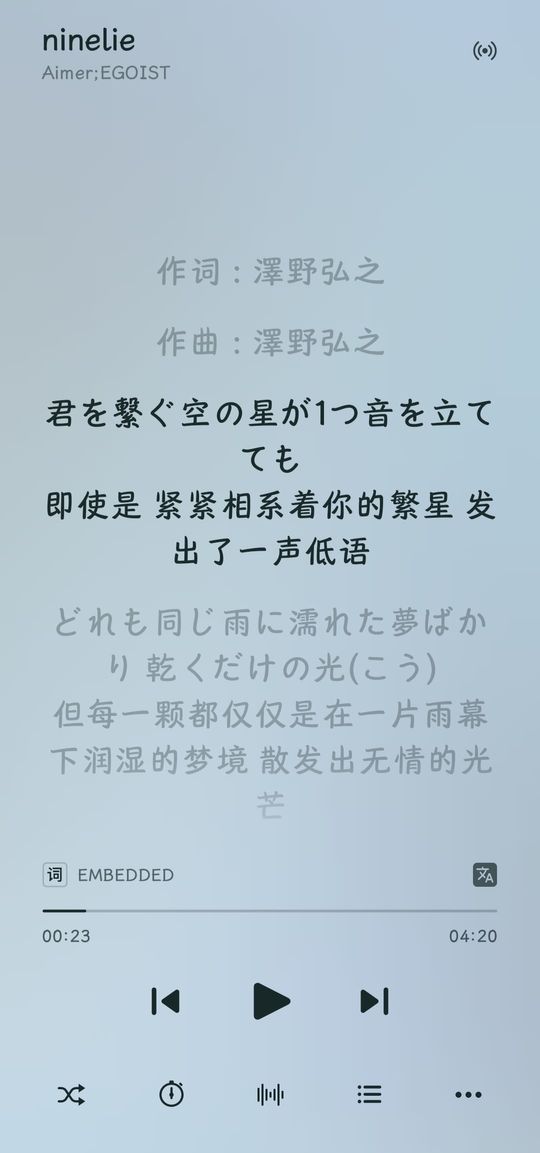 ninelie
Aimer;EGOIST
作词 : 澤野弘之
作曲 : 澤野弘之
君を繋ぐ空の星が1つ音を立て
ても
即使是 紧紧相系着你的繁星 发
出了一声低语
どれも同じ雨に濡れた夢ばか
り 乾くだけの光(こう)
但每一颗都仅仅是在一片雨幕
下润湿的梦境 散发出无情的光
芒
词 EMBEDDED 文A
00:23 04:20